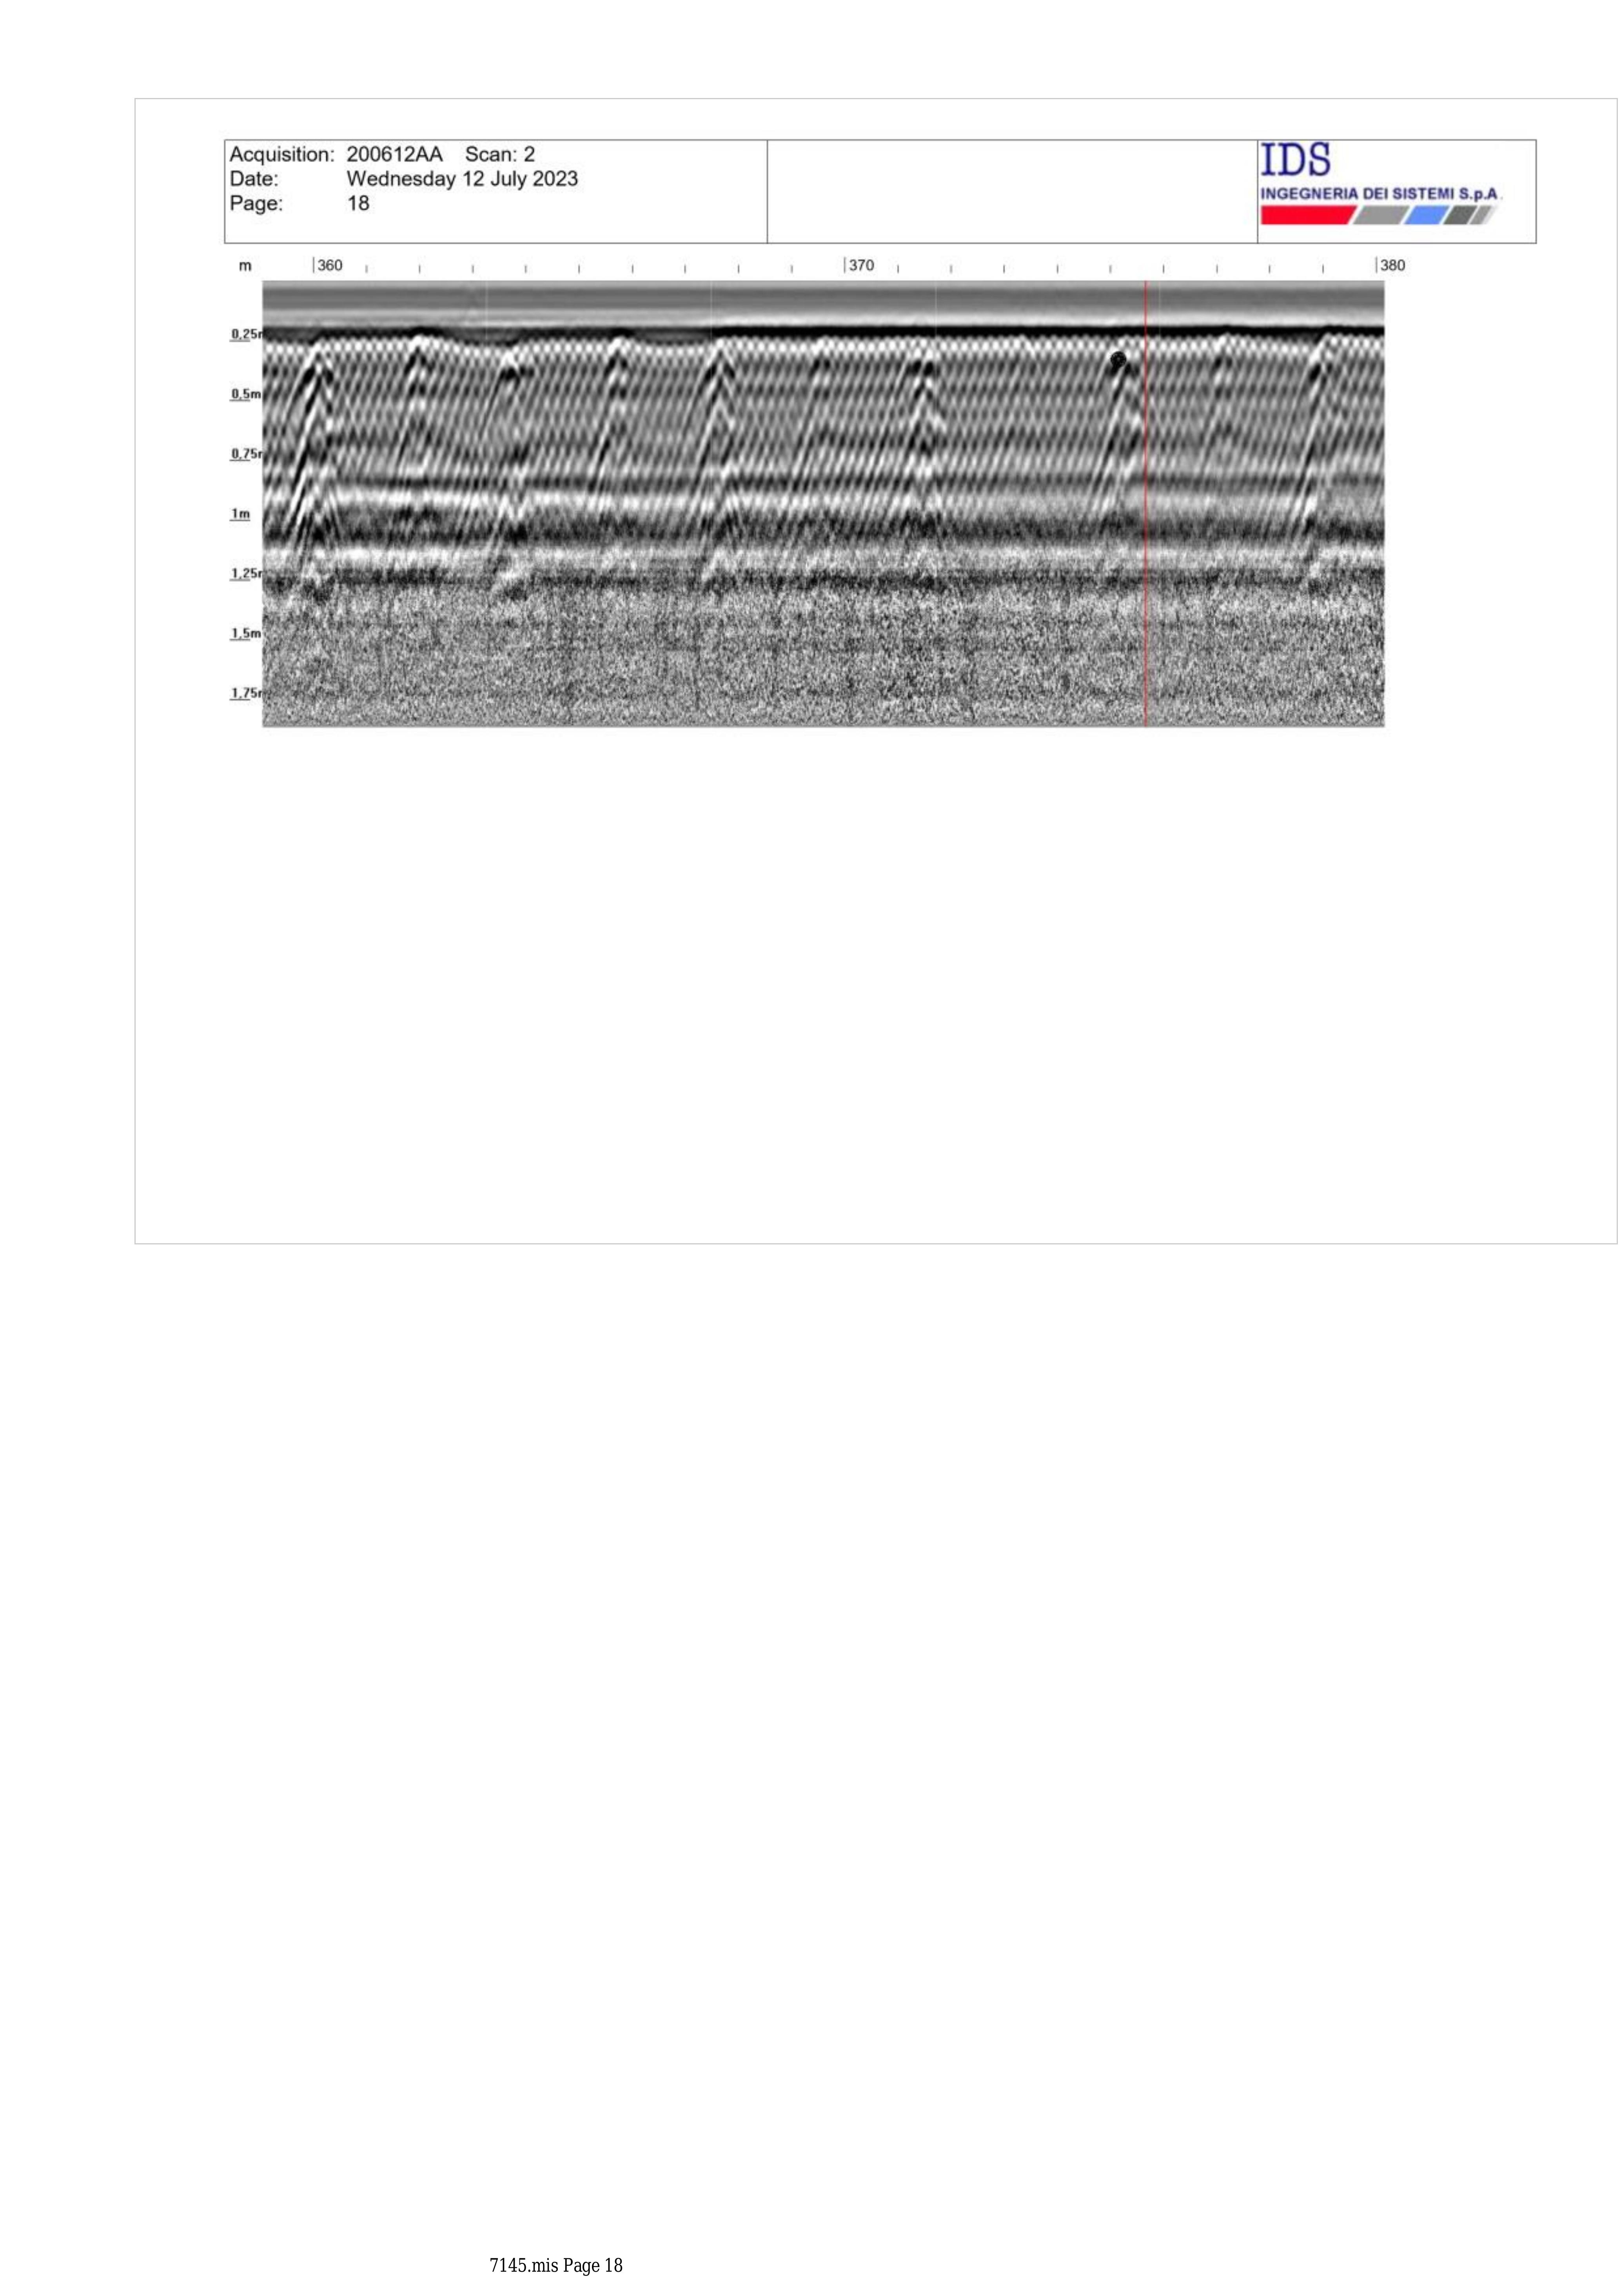 Acquisition: 200612AA Scan: 2
Date: Wednesday 12 July 2023
Page: 18
IDS
INGEGNERIA DEI SISTEMI S.p.A.
m 360 370 380
0,25m
0,5m
0,75m
1m
1,25m
1,5m
1,75m
7145.mis Page 18